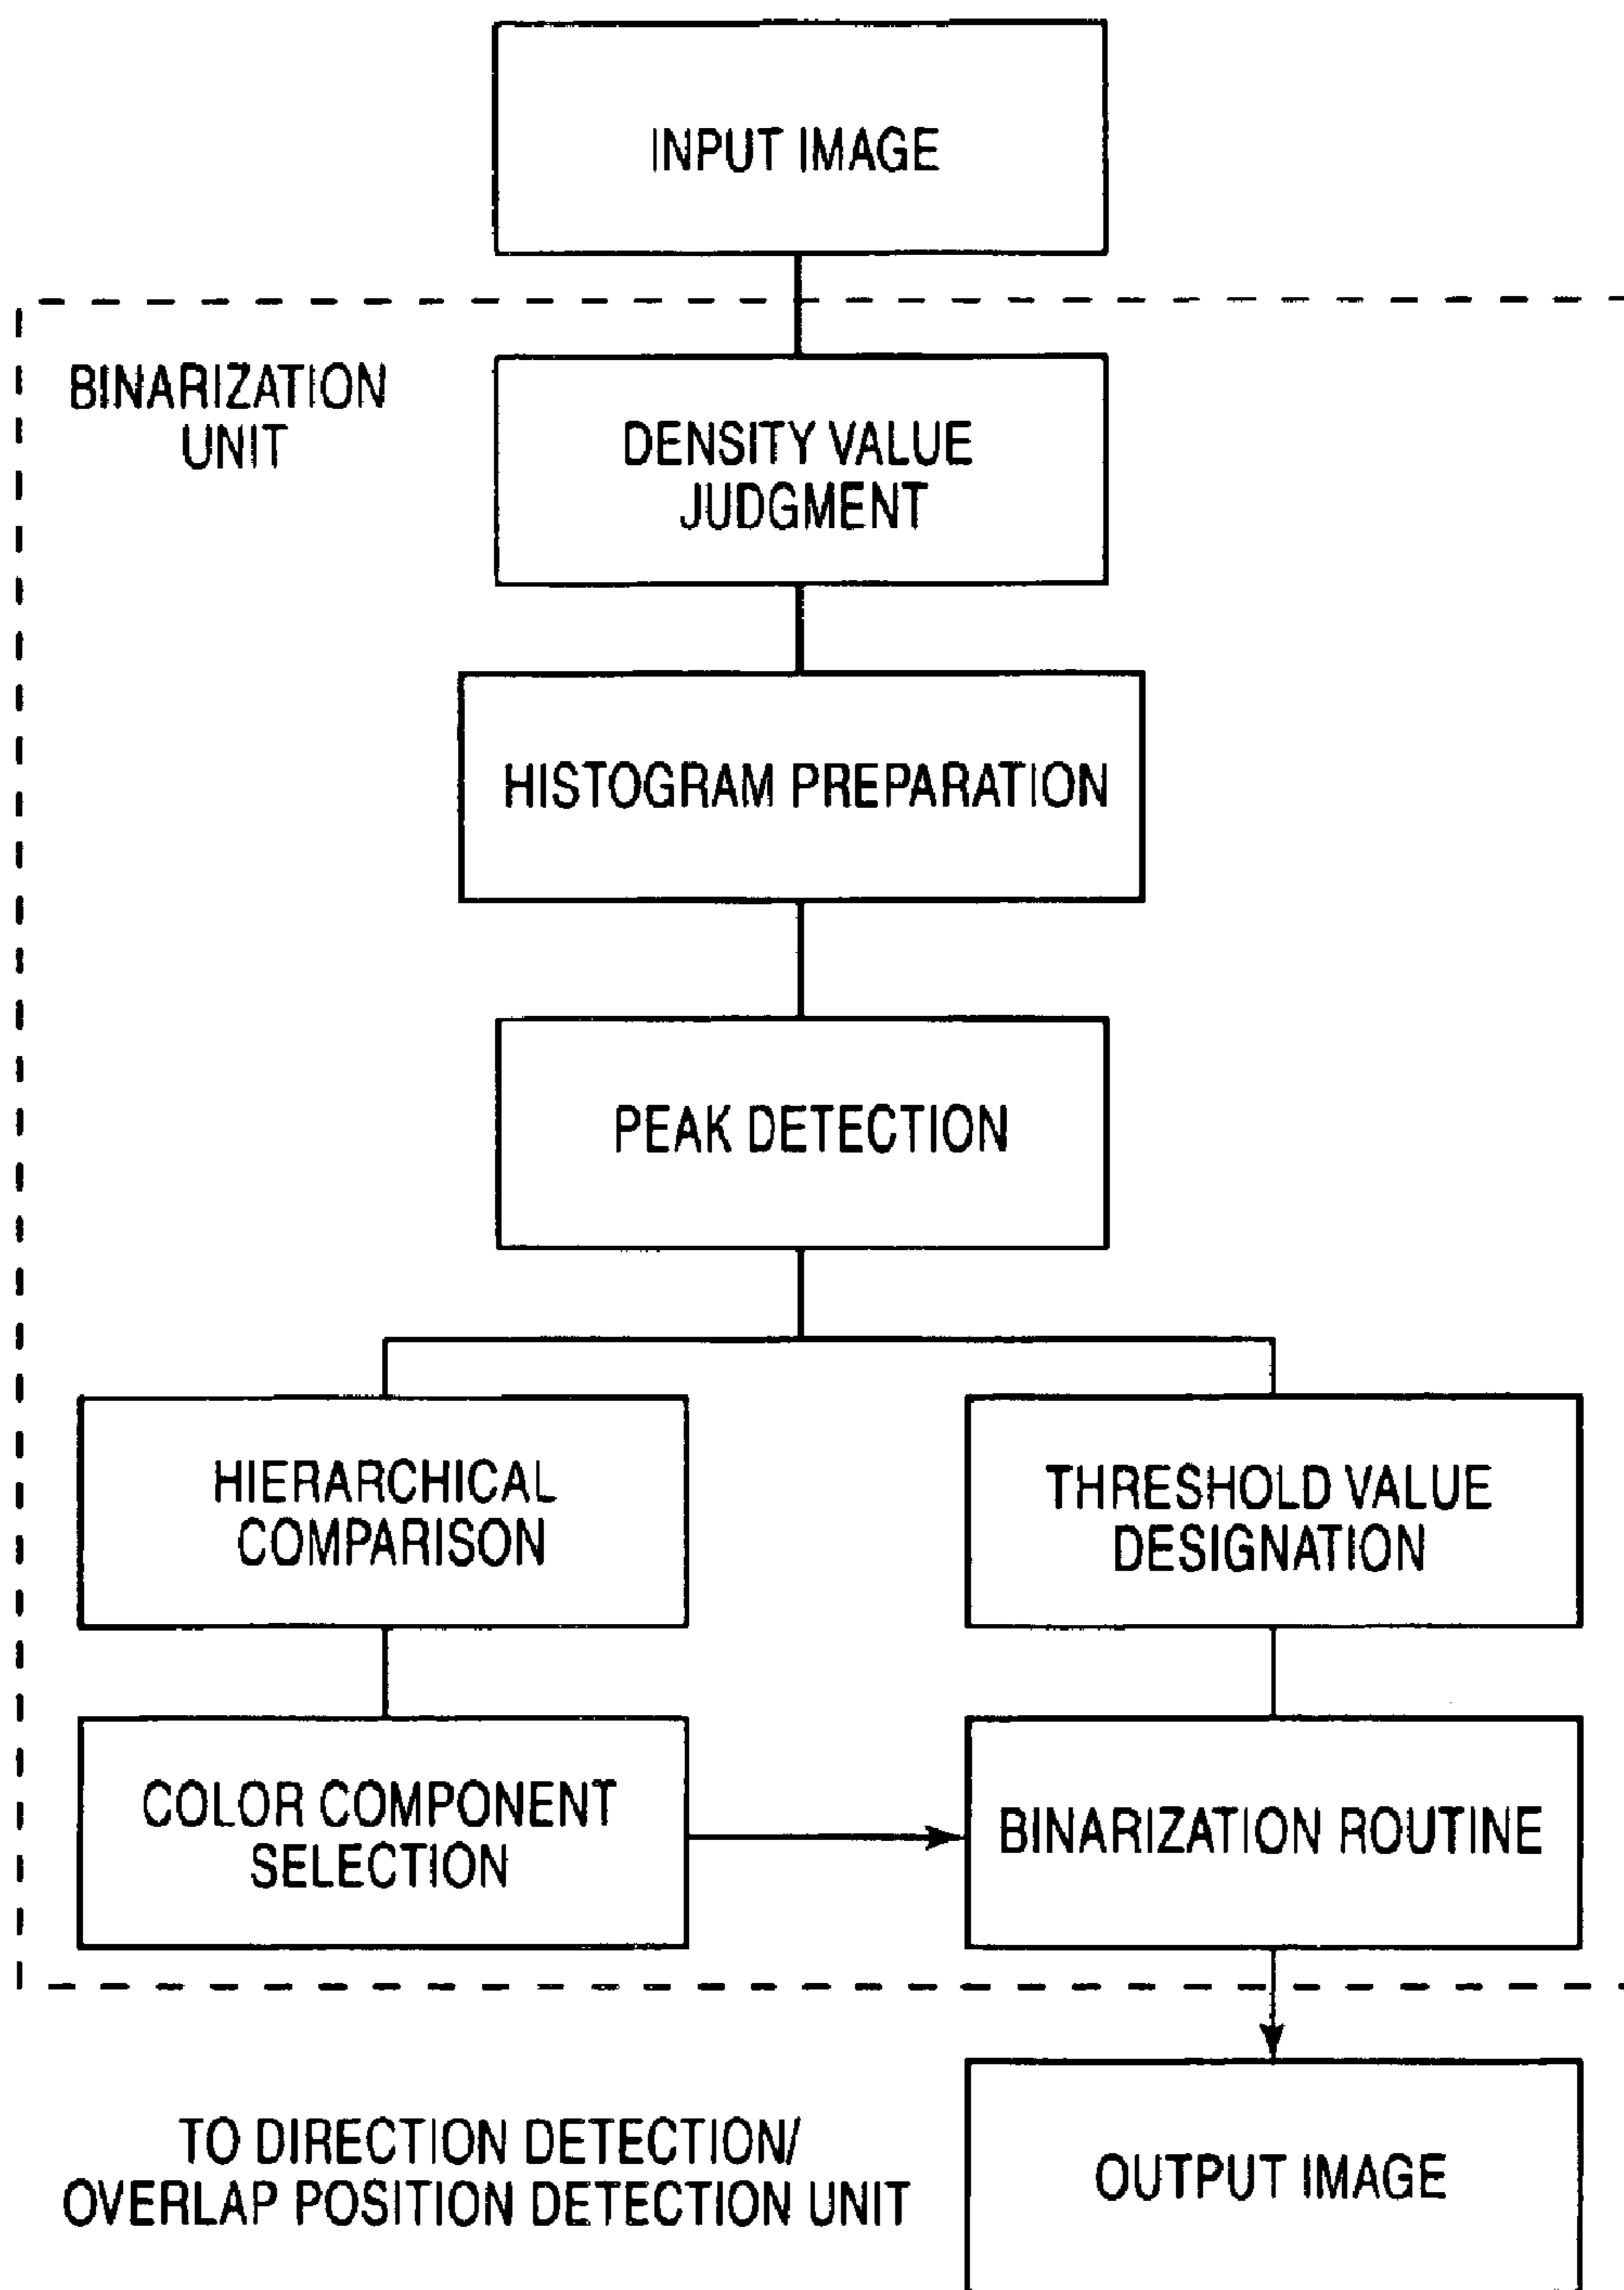 INPUT IMAGE
BINARIZATION
UNIT
DENSITY VALUE
JUDGMENT
HISTOGRAM PREPARATION
PEAK DETECTION
HIERARCHICAL
COMPARISON
THRESHOLD VALUE
DESIGNATION
COLOR COMPONENT
SELECTION
BINARIZATION ROUTINE
TO DIRECTION DETECTION/
OVERLAP POSITION DETECTION UNIT
OUTPUT IMAGE